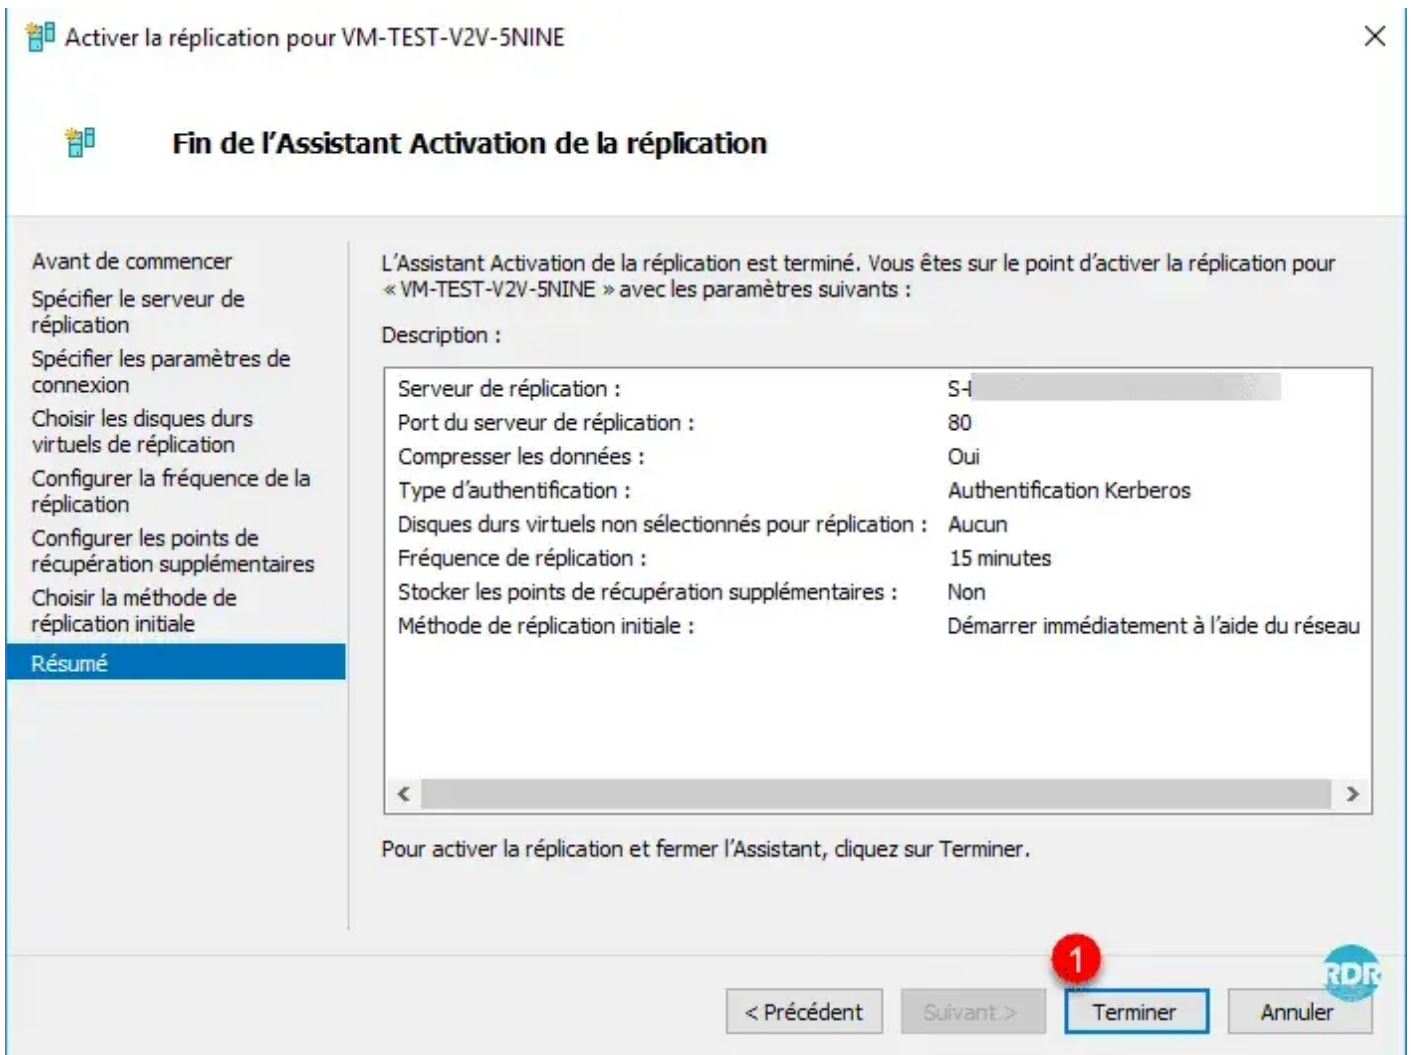 Activer la réplication pour VM-TEST-V2V-5NINE
Fin de l’Assistant Activation de la réplication
Avant de commencer
Spécifier le serveur de
réplication
Spécifier les paramètres de
connexion
Choisir les disques durs
virtuels de réplication
Configurer la fréquence de la
réplication
Configurer les points de
récupération supplémentaires
Choisir la méthode de
réplication initiale
Résumé
L’Assistant Activation de la réplication est terminé. Vous êtes sur le point d’activer la réplication pour
« VM-TEST-V2V-5NINE » avec les paramètres suivants :
Description :
Serveur de réplication : S-
Port du serveur de réplication : 80
Compresser les données : Oui
Type d’authentification : Authentification Kerberos
Disques durs virtuels non sélectionnés pour réplication : Aucun
Fréquence de réplication : 15 minutes
Stocker les points de récupération supplémentaires : Non
Méthode de réplication initiale : Démarrer immédiatement à l’aide du réseau
Pour activer la réplication et fermer l’Assistant, cliquez sur Terminer.
1
RDR
< Précédent Suivant > Terminer Annuler